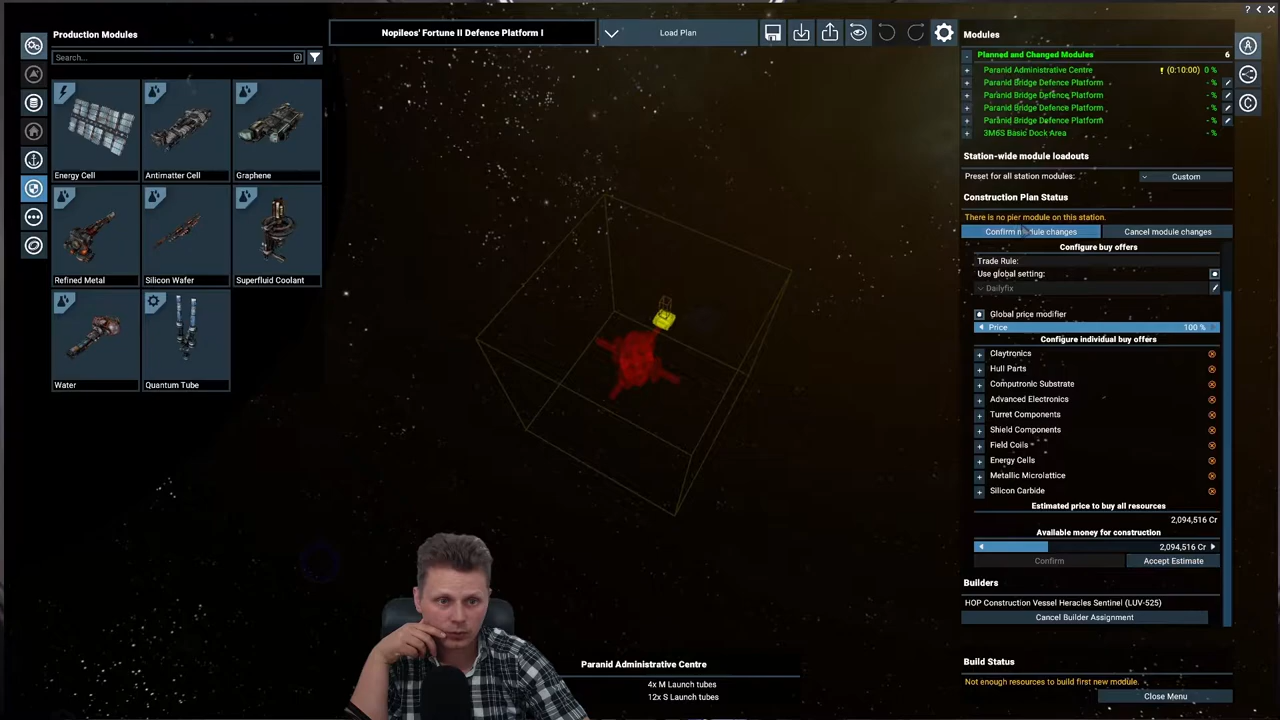 ? < ×
Production Modules
Search...
Energy Cell
Antimatter Cell
Graphene
Refined Metal
Silicon Wafer
Superfluid Coolant
Water
Quantum Tube
Nopileos' Fortune II Defence Platform I
Load Plan
Modules
- Planned and Changed Modules 6
+ Paranid Administrative Centre ! (0:10:00) 0 %
+ Paranid Bridge Defence Platform - %
+ Paranid Bridge Defence Platform - %
+ Paranid Bridge Defence Platform - %
+ Paranid Bridge Defence Platform - %
+ 3M6S Basic Dock Area - %
Station-wide module loadouts
Preset for all station modules: Custom
Construction Plan Status
There is no pier module on this station.
Confirm module changes Cancel module changes
Configure buy offers
Trade Rule:
Use global setting:
Dailyfix
Global price modifier
Price 100 %
Configure individual buy offers
+ Claytronics
+ Hull Parts
+ Computronic Substrate
+ Advanced Electronics
+ Turret Components
+ Shield Components
+ Field Coils
+ Energy Cells
+ Metallic Microlattice
+ Silicon Carbide
Estimated price to buy all resources
2,094,516 Cr
Available money for construction
2,094,516 Cr
Confirm Accept Estimate
Builders
HOP Construction Vessel Heracles Sentinel (LUV-525)
Cancel Builder Assignment
Build Status
Not enough resources to build first new module.
Close Menu
A
C
Paranid Administrative Centre
4x M Launch tubes
12x S Launch tubes